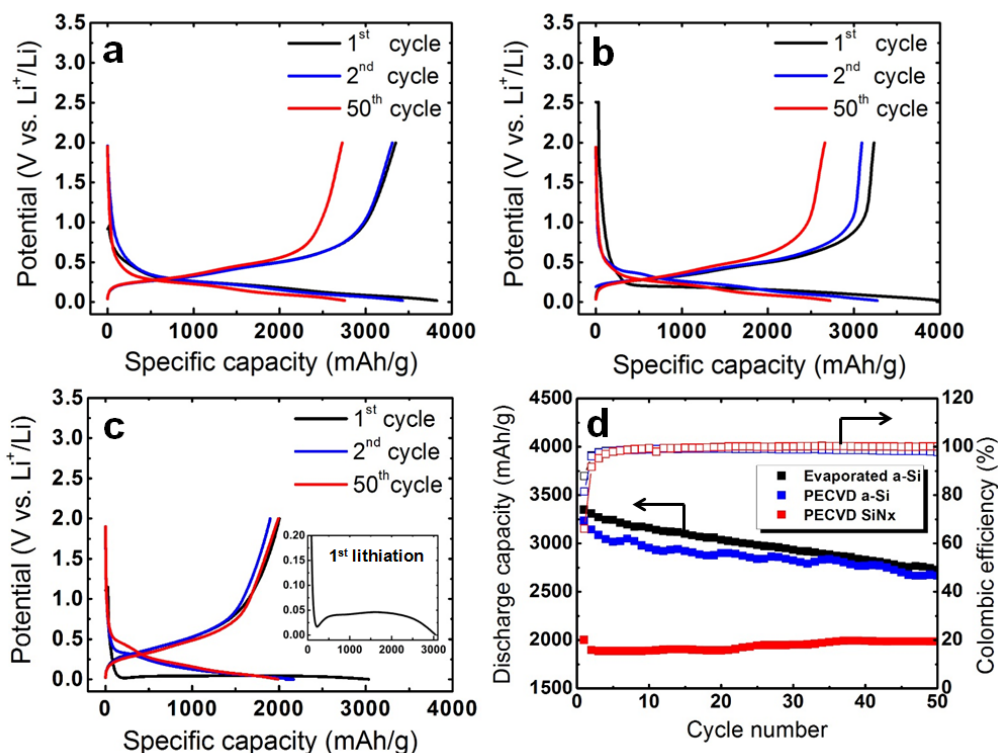 a
1st cycle
2nd cycle
50th cycle
Potential (V vs. Li+/Li)
3.5
3.0
2.5
2.0
1.5
1.0
0.5
0.0
0 1000 2000 3000 4000
Specific capacity (mAh/g)
b
1st cycle
2nd cycle
50th cycle
Potential (V vs. Li+/Li)
3.5
3.0
2.5
2.0
1.5
1.0
0.5
0.0
0 1000 2000 3000 4000
Specific capacity (mAh/g)
c
1st cycle
2nd cycle
50th cycle
Potential (V vs. Li+/Li)
3.5
3.0
2.5
2.0
1.5
1.0
0.5
0.0
0 1000 2000 3000 4000
Specific capacity (mAh/g)
1st lithiation
0.20
0.15
0.10
0.05
0.00
0 1000 2000 3000
d
Evaporated a-Si
PECVD a-Si
PECVD SiNx
Discharge capacity (mAh/g)
4500
4000
3500
3000
2500
2000
1500
0 10 20 30 40 50
Cycle number
120
100
80
60
40
20
0
Colombic efficiency (%)